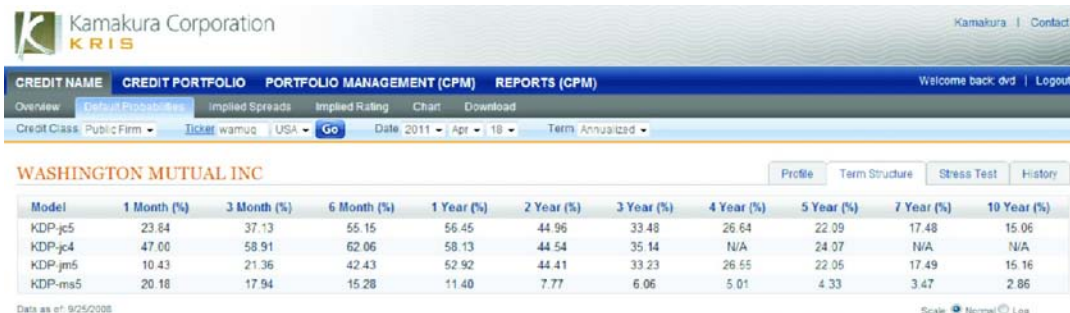 Kamakura Corporation
KRIS
Kamakura | Contact
CREDIT NAME CREDIT PORTFOLIO PORTFOLIO MANAGEMENT (CPM) REPORTS (CPM) Welcome back: dvd | Logout
Overview Default Probabilities Implied Spreads Implied Rating Chart Download
Credit Class Public Firm Ticker wamuq USA Go Date 2011 Apr 18 Term Annualized
WASHINGTON MUTUAL INC Profile Term Structure Stress Test History
Model 1 Month (%) 3 Month (%) 6 Month (%) 1 Year (%) 2 Year (%) 3 Year (%) 4 Year (%) 5 Year (%) 7 Year (%) 10 Year (%)
KDP-jc5 23.84 37.13 55.15 56.45 44.96 33.48 26.64 22.09 17.48 15.06
KDP-jc4 47.00 58.91 62.06 58.13 44.54 35.14 N/A 24.07 N/A N/A
KDP-jm5 10.43 21.36 42.43 52.92 44.41 33.23 26.55 22.05 17.49 15.16
KDP-ms5 20.18 17.94 15.28 11.40 7.77 6.06 5.01 4.33 3.47 2.86
Data as of: 9/25/2008 Scale: Normal Log